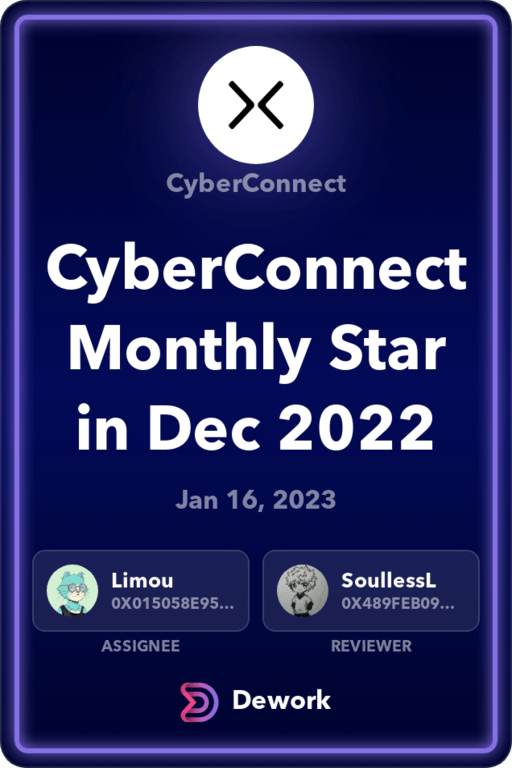 CyberConnect
CyberConnect
Monthly Star
in Dec 2022
Jan 16, 2023
Limou
0X015058E95...
ASSIGNEE
SoullessL
0X489FEB09...
REVIEWER
Dework